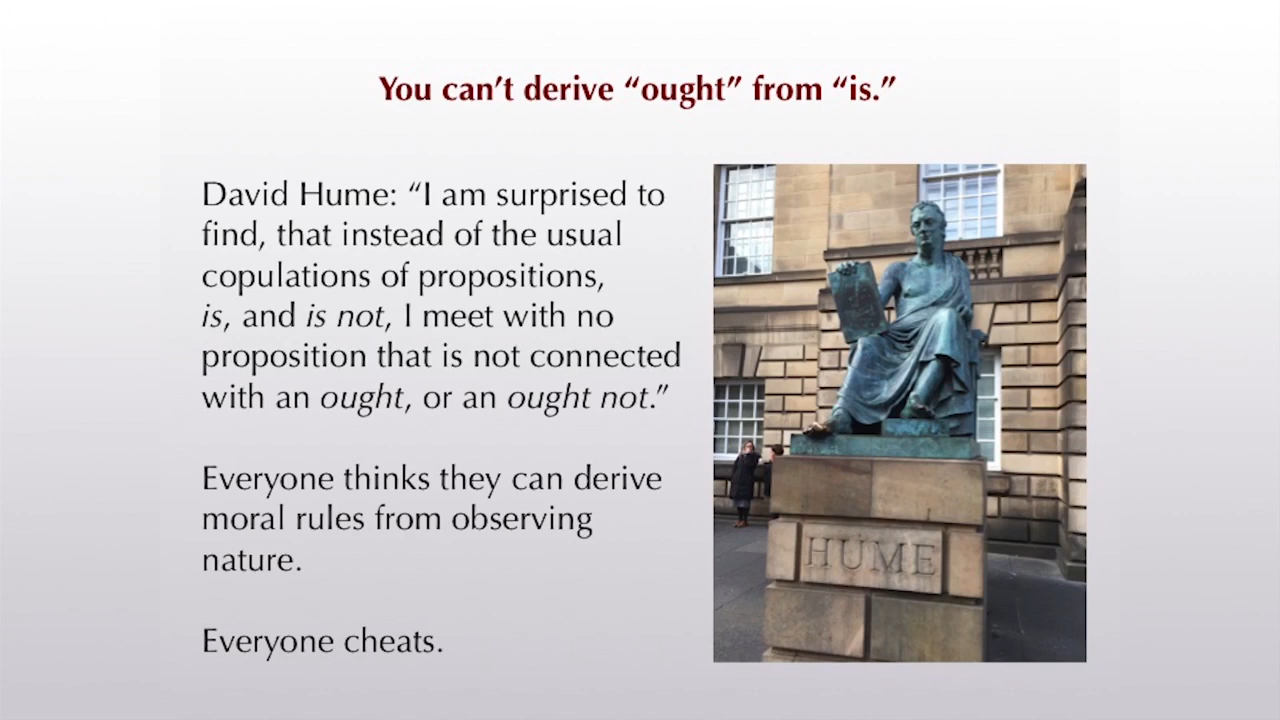 You can’t derive “ought” from “is.”
David Hume: “I am surprised to
find, that instead of the usual
copulations of propositions,
is, and is not, I meet with no
proposition that is not connected
with an ought, or an ought not.”
Everyone thinks they can derive
moral rules from observing
nature.
Everyone cheats.
HUME